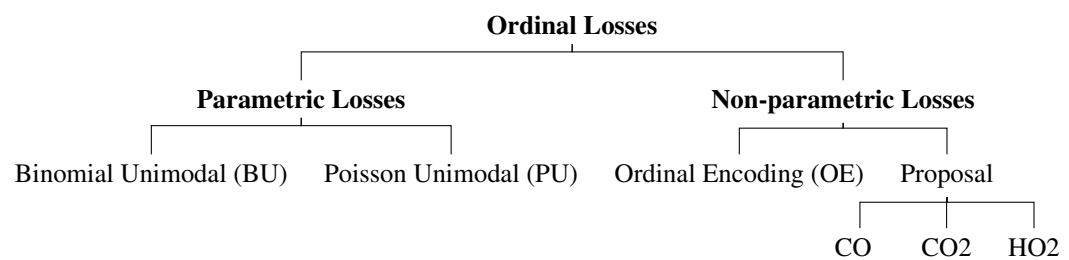 Ordinal Losses
Parametric Losses Non-parametric Losses
Binomial Unimodal (BU) Poisson Unimodal (PU) Ordinal Encoding (OE) Proposal
CO CO2 HO2